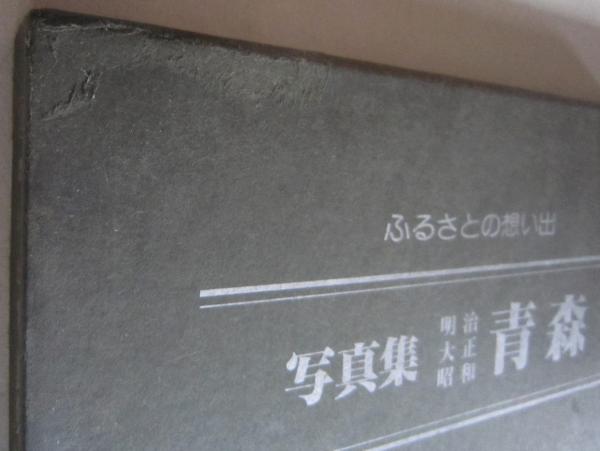 ふるさとの想い出
写真集 明治大正昭和 青森